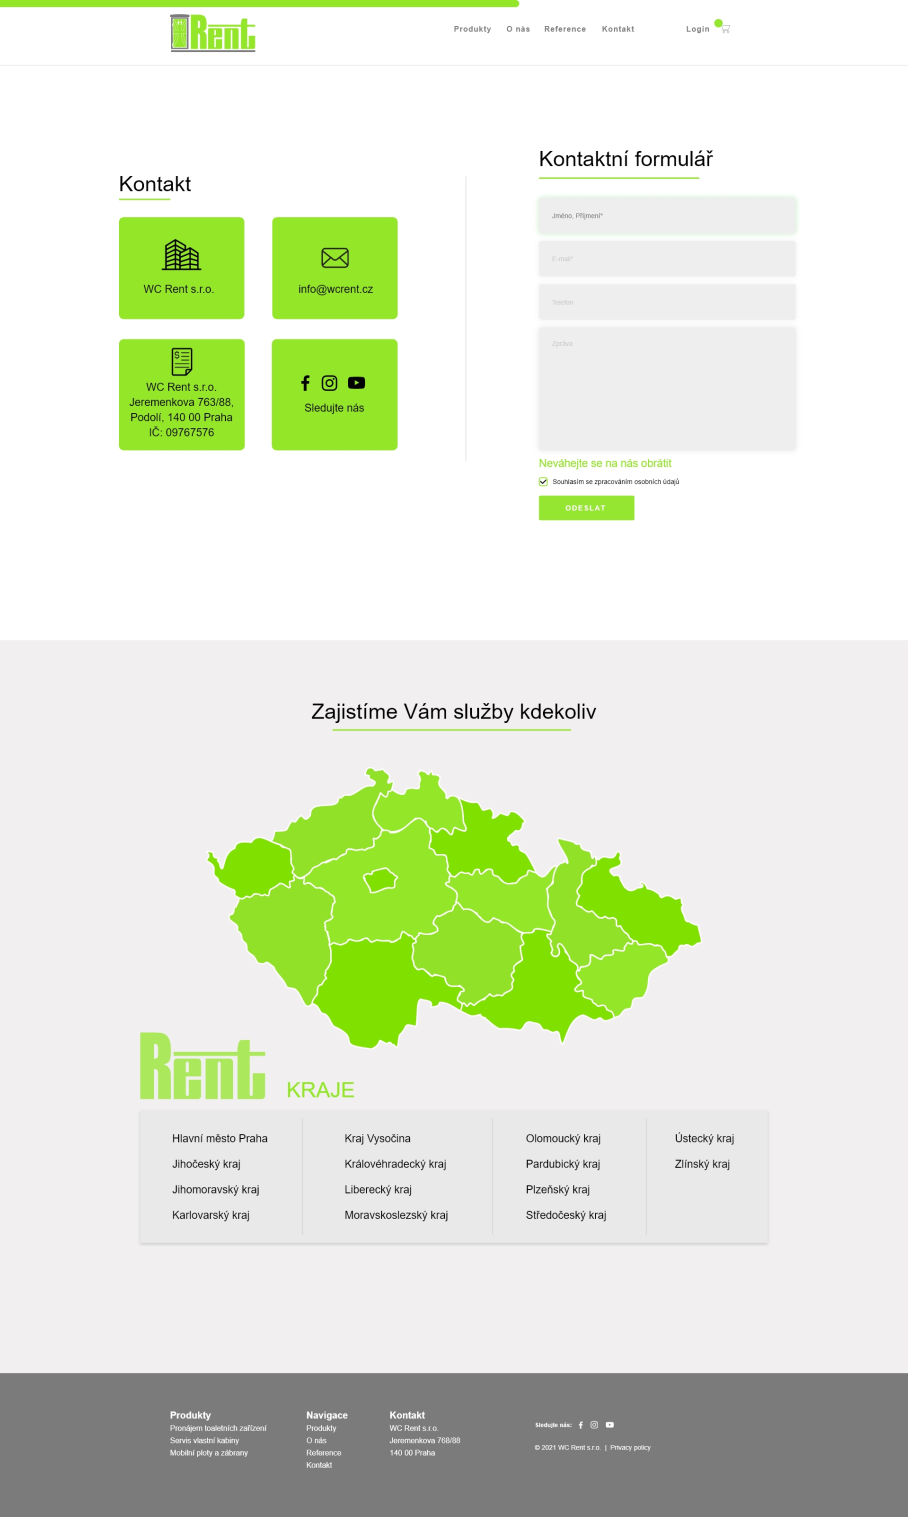 Rent
Produkty
O nás
Reference
Kontakt
Login
Kontakt
WC Rent s.r.o.
info@wcrent.cz
WC Rent s.r.o.
Jeremenkova 763/88,
Podolí, 140 00 Praha
IČ: 09767576
Sledujte nás
Kontaktní formulář
Jméno, Příjmení*
E-mail*
Telefon
Zpráva
Neváhejte se na nás obrátit
Souhlasím se zpracováním osobních údajů
ODESLAT
Zajistíme Vám služby kdekoliv
Rent
KRAJE
Hlavní město Praha
Jihočeský kraj
Jihomoravský kraj
Karlovarský kraj
Kraj Vysočina
Královéhradecký kraj
Liberecký kraj
Moravskoslezský kraj
Olomoucký kraj
Pardubický kraj
Plzeňský kraj
Středočeský kraj
Ústecký kraj
Zlínský kraj
Produkty
Pronájem toaletních zařízení
Servis vlastní kabiny
Mobilní ploty a zábrany
Navigace
Produkty
O nás
Reference
Kontakt
Kontakt
WC Rent s.r.o.
Jeremenkova 768/88
140 00 Praha
Sledujte nás:
© 2021 WC Rent s.r.o. | Privacy policy